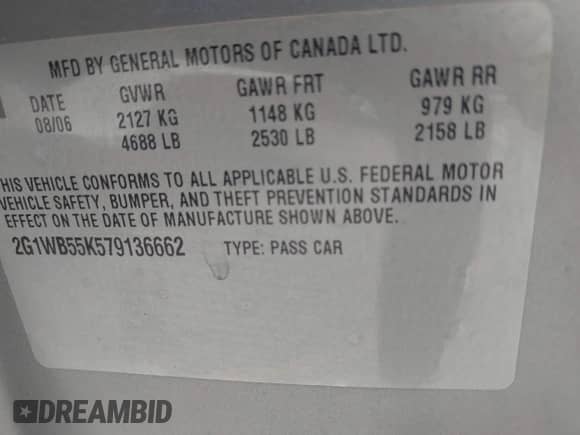 MFD BY GENERAL MOTORS OF CANADA LTD.
DATE GVWR GAWR FRT GAWR RR
08/06 2127 KG 1148 KG 979 KG
4688 LB 2530 LB 2158 LB
THIS VEHICLE CONFORMS TO ALL APPLICABLE U.S. FEDERAL MOTOR
VEHICLE SAFETY, BUMPER, AND THEFT PREVENTION STANDARDS IN
EFFECT ON THE DATE OF MANUFACTURE SHOWN ABOVE.
2G1WB55K579136662 TYPE: PASS CAR
DREAMBID